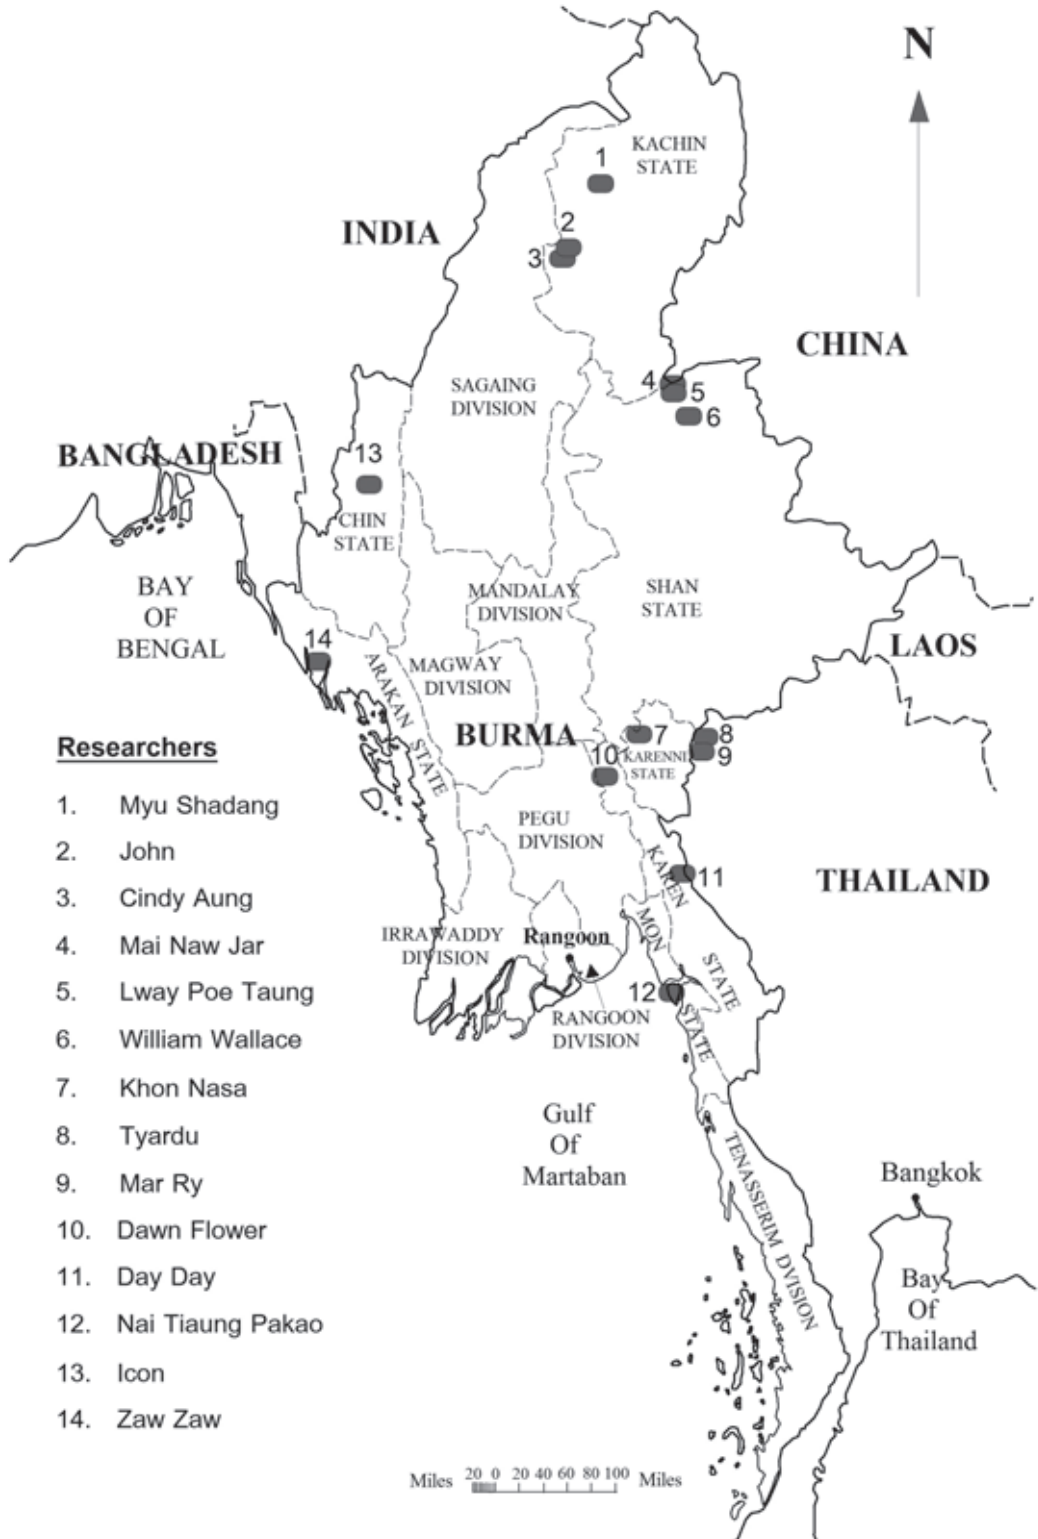 N
KACHIN
STATE
1
2
3
INDIA
CHINA
4
5
6
SAGAING
DIVISION
BANGLADESH
13
CHIN
STATE
BAY
OF
BENGAL
MANDALAY
DIVISION
SHAN
STATE
LAOS
14
ARAKAN STATE
MAGWAY
DIVISION
BURMA
7
8
9
10
KARENNI
STATE
PEGU
DIVISION
KAREN
STATE
11
THAILAND
MON
STATE
IRRAWADDY
DIVISION
Rangoon
12
RANGOON
DIVISION
Gulf
Of
Martaban
TENASSERIM DVISION
Bangkok
Bay
Of
Thailand
Researchers
1. Myu Shadang
2. John
3. Cindy Aung
4. Mai Naw Jar
5. Lway Poe Taung
6. William Wallace
7. Khon Nasa
8. Tyardu
9. Mar Ry
10. Dawn Flower
11. Day Day
12. Nai Tiaung Pakao
13. Icon
14. Zaw Zaw
Miles 20 0 20 40 60 80 100 Miles